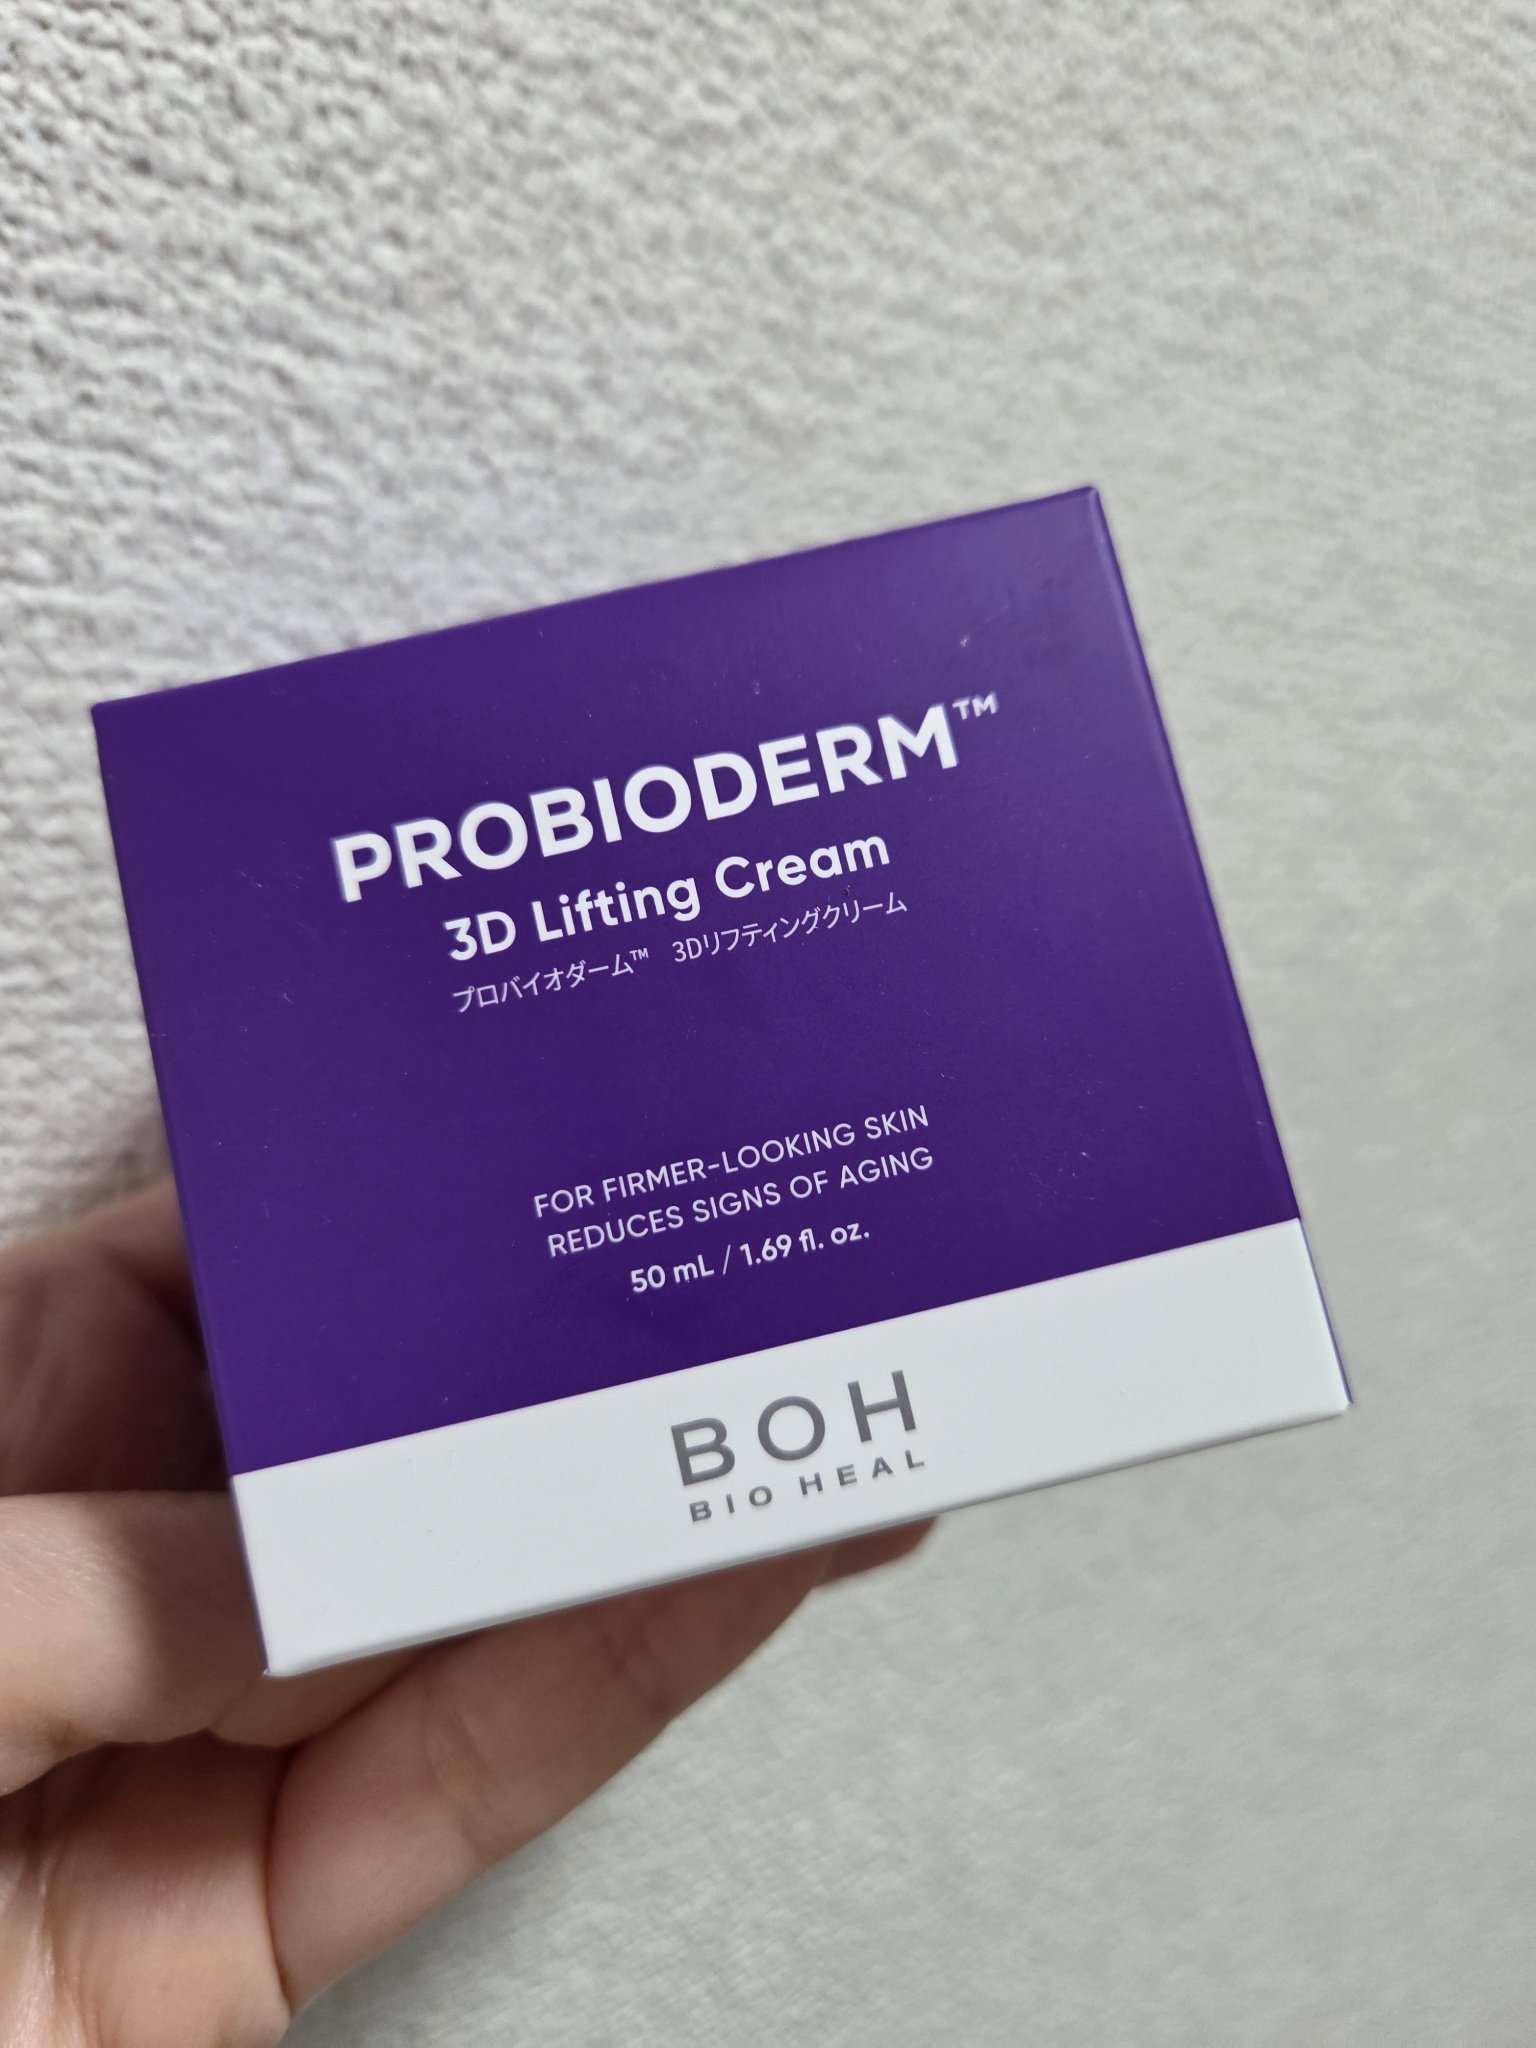 PROBIODERM™
3D Lifting Cream
プロバイオダーム™ 3Dリフティングクリーム
FOR FIRMER-LOOKING SKIN
REDUCES SIGNS OF AGING
50 mL / 1.69 fl. oz.
BOH
BIO HEAL